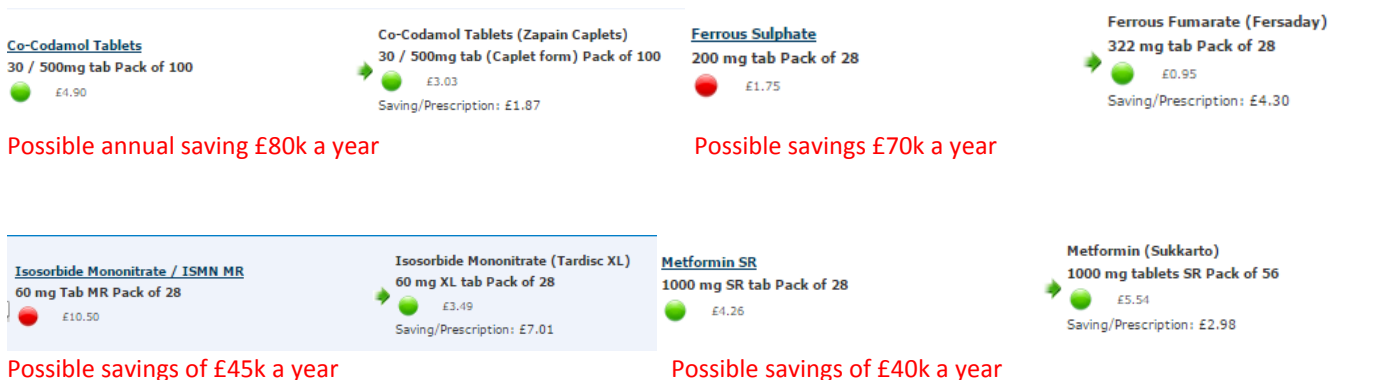 Co-Codamol Tablets
30 / 500mg tab Pack of 100
£4.90
Co-Codamol Tablets (Zapain Caplets)
30 / 500mg tab (Caplet form) Pack of 100
£3.03
Saving/Prescription: £1.87
Possible annual saving £80k a year
Ferrous Sulphate
200 mg tab Pack of 28
£1.75
Ferrous Fumarate (Fersaday)
322 mg tab Pack of 28
£0.95
Saving/Prescription: £4.30
Possible savings £70k a year
Isosorbide Mononitrate / ISMN MR
60 mg Tab MR Pack of 28
£10.50
Isosorbide Mononitrate (Tardisc XL)
60 mg XL tab Pack of 28
£3.49
Saving/Prescription: £7.01
Possible savings of £45k a year
Metformin SR
1000 mg SR tab Pack of 28
£4.26
Metformin (Sukkarto)
1000 mg tablets SR Pack of 56
£5.54
Saving/Prescription: £2.98
Possible savings of £40k a year